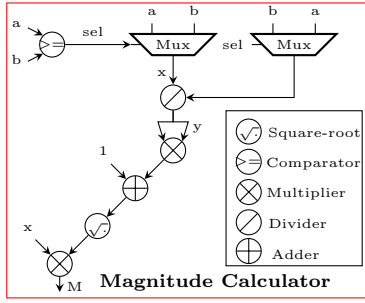 a b b a
a
sel
>=
Mux
sel
Mux
b
x
y
1
√.
Square-root
>=
Comparator
Multiplier
Divider
Adder
√.
x
M
Magnitude Calculator